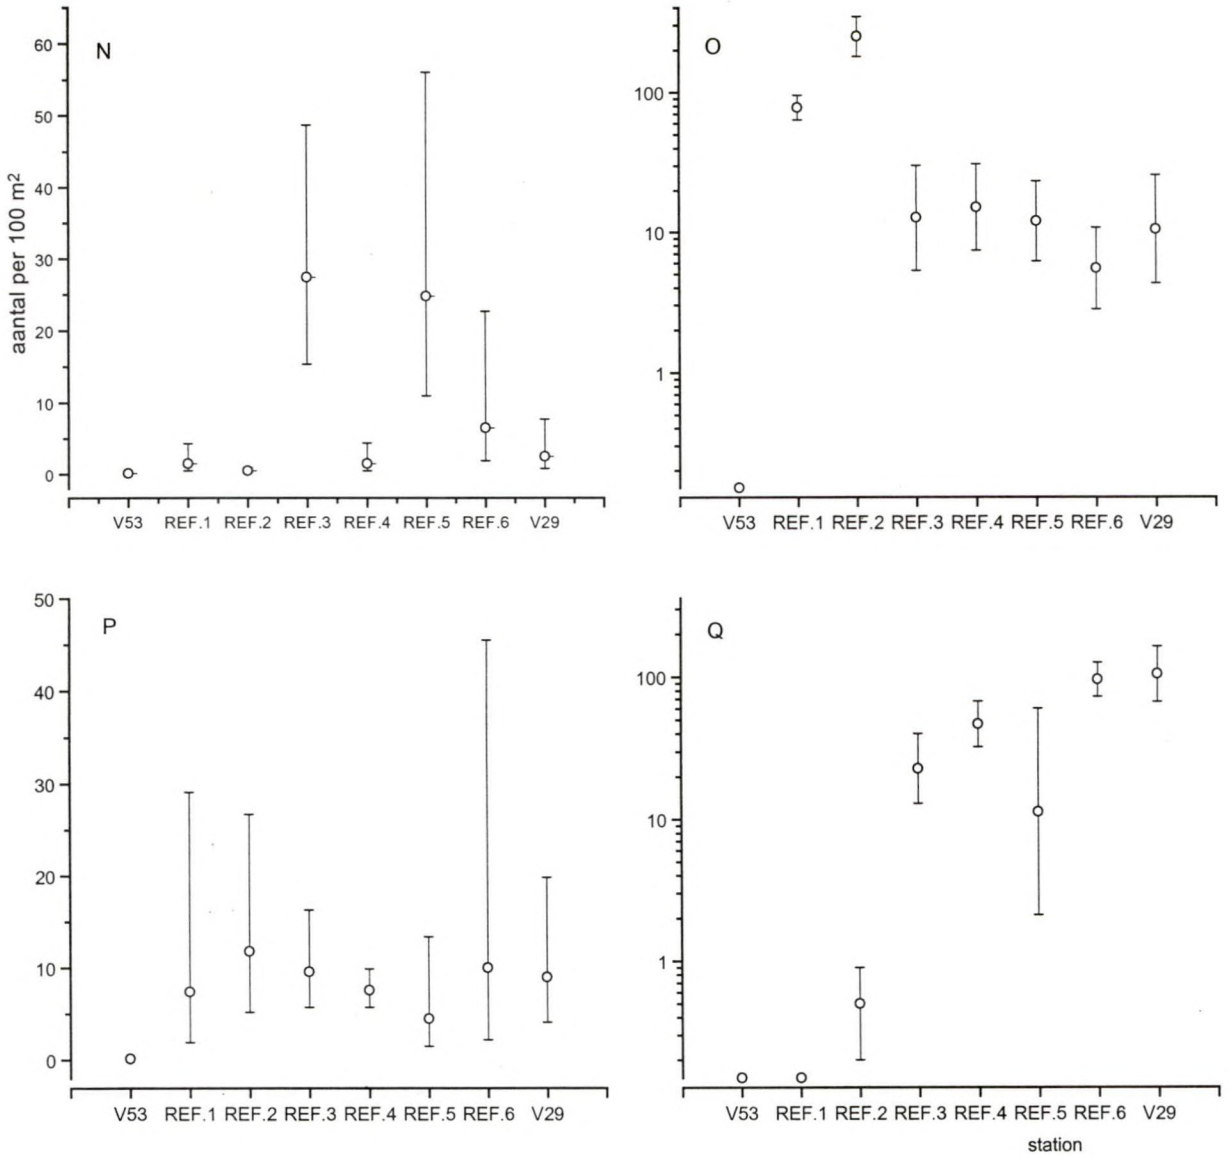 N
aantal per 100 m²
60
50
40
30
20
10
0
V53 REF.1 REF.2 REF.3 REF.4 REF.5 REF.6 V29
O
100
10
1
V53 REF.1 REF.2 REF.3 REF.4 REF.5 REF.6 V29
P
50
40
30
20
10
0
V53 REF.1 REF.2 REF.3 REF.4 REF.5 REF.6 V29
Q
100
10
1
V53 REF.1 REF.2 REF.3 REF.4 REF.5 REF.6 V29
station